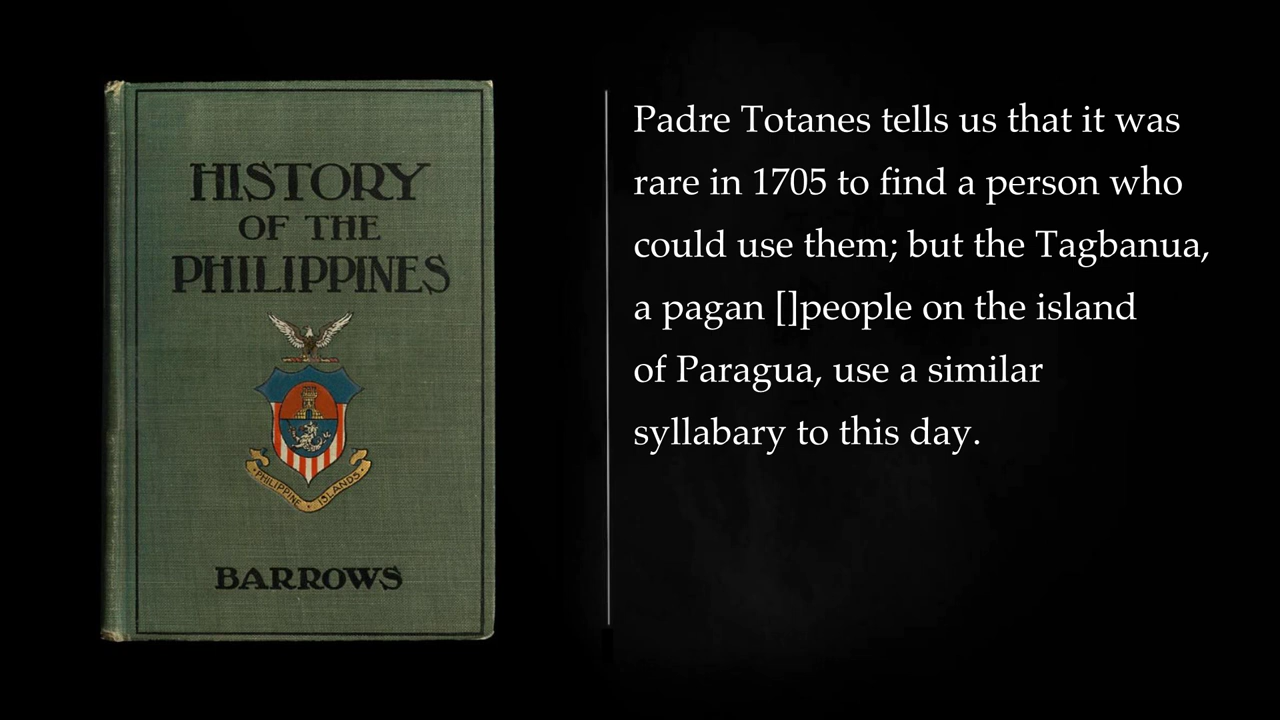 HISTORY
OF THE
PHILIPPINES
PHILIPPINE ISLANDS
BARROWS
Padre Totanes tells us that it was
rare in 1705 to find a person who
could use them; but the Tagbanua,
a pagan []people on the island
of Paragua, use a similar
syllabary to this day.